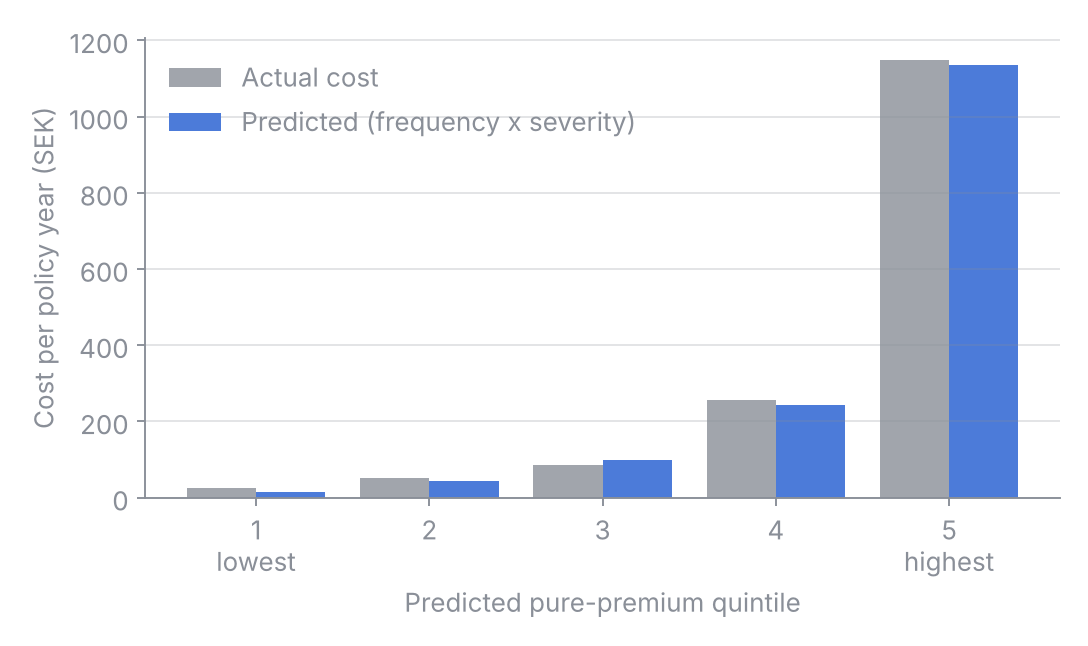 1200
1000
800
600
400
200
0
Cost per policy year (SEK)
Actual cost
Predicted (frequency x severity)
1
lowest
2
3
4
5
highest
Predicted pure-premium quintile